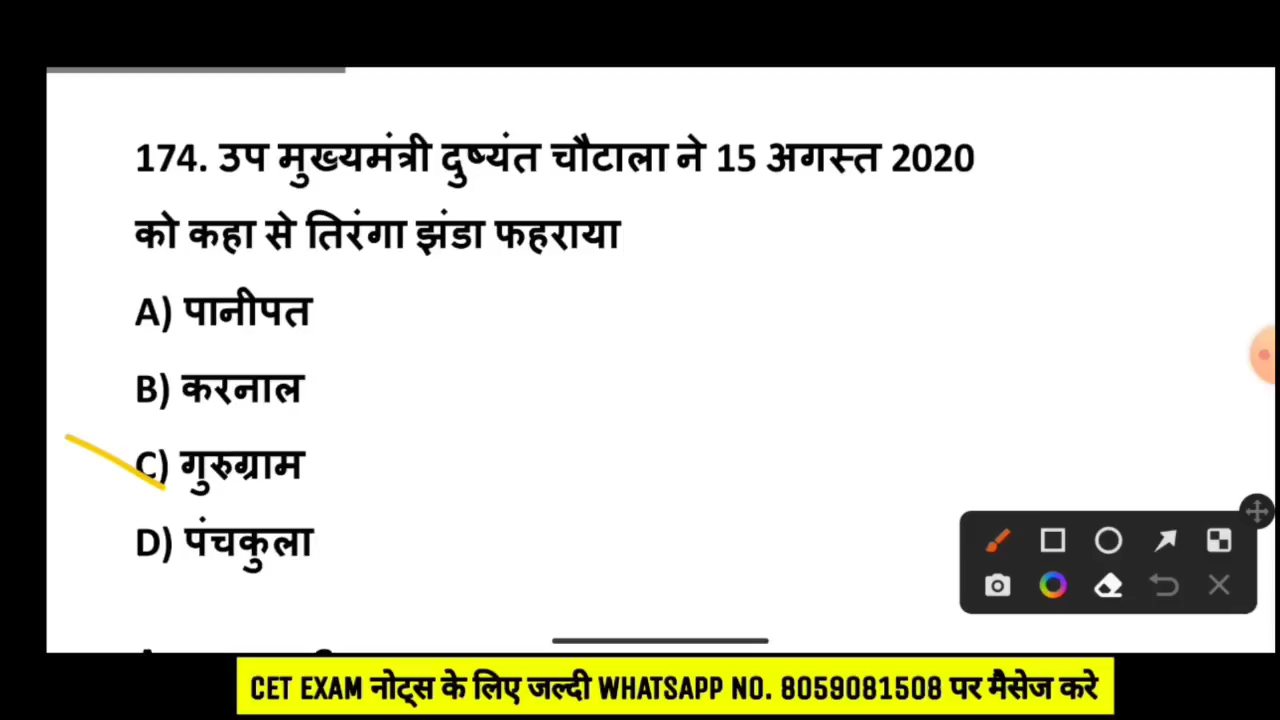 174. उप मुख्यमंत्री दुष्यंत चौटाला ने 15 अगस्त 2020
को कहा से तिरंगा झंडा फहराया
A) पानीपत
B) करनाल
C) गुरुग्राम
D) पंचकुला
CET EXAM नोट्स के लिए जल्दी WHATSAPP NO. 8059081508 पर मैसेज करे